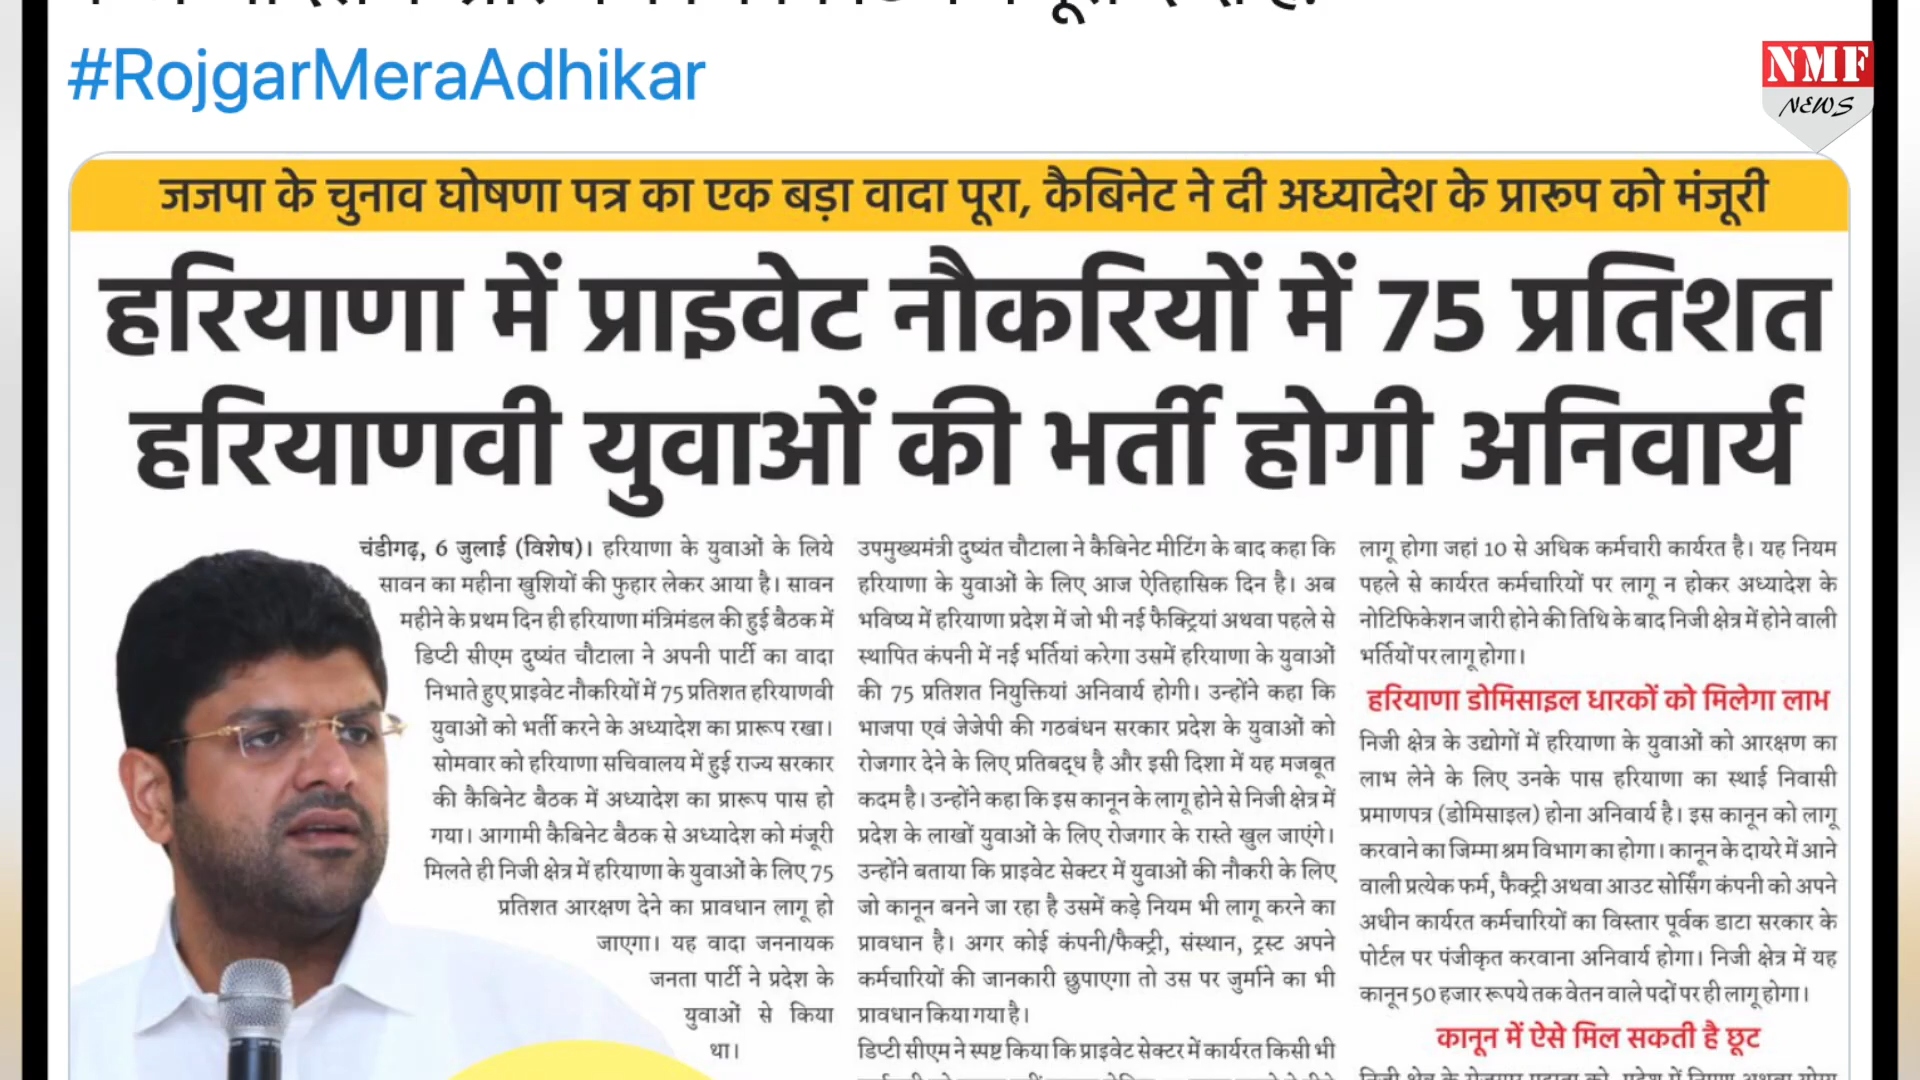 #RojgarMeraAdhikar
NMF
NEWS
जजपा के चुनाव घोषणा पत्र का एक बड़ा वादा पूरा, कैबिनेट ने दी अध्यादेश के प्रारूप को मंजूरी
हरियाणा में प्राइवेट नौकरियों में 75 प्रतिशत
हरियाणवी युवाओं की भर्ती होगी अनिवार्य
चंडीगढ़, 6 जुलाई (विशेष)। हरियाणा के युवाओं के लिये
सावन का महीना खुशियों की फुहार लेकर आया है। सावन
महीने के प्रथम दिन ही हरियाणा मंत्रिमंडल की हुई बैठक में
डिप्टी सीएम दुष्यंत चौटाला ने अपनी पार्टी का वादा
निभाते हुए प्राइवेट नौकरियों में 75 प्रतिशत हरियाणवी
युवाओं को भर्ती करने के अध्यादेश का प्रारूप रखा।
सोमवार को हरियाणा सचिवालय में हुई राज्य सरकार
की कैबिनेट बैठक में अध्यादेश का प्रारूप पास हो
गया। आगामी कैबिनेट बैठक से अध्यादेश को मंजूरी
मिलते ही निजी क्षेत्र में हरियाणा के युवाओं के लिए 75
प्रतिशत आरक्षण देने का प्रावधान लागू हो
जाएगा। यह वादा जननायक
जनता पार्टी ने प्रदेश के
युवाओं से किया
था।
उपमुख्यमंत्री दुष्यंत चौटाला ने कैबिनेट मीटिंग के बाद कहा कि
हरियाणा के युवाओं के लिए आज ऐतिहासिक दिन है। अब
भविष्य में हरियाणा प्रदेश में जो भी नई फैक्ट्रियां अथवा पहले से
स्थापित कंपनी में नई भर्तियां करेगा उसमें हरियाणा के युवाओं
की 75 प्रतिशत नियुक्तियां अनिवार्य होगी। उन्होंने कहा कि
भाजपा एवं जेजेपी की गठबंधन सरकार प्रदेश के युवाओं को
रोजगार देने के लिए प्रतिबद्ध है और इसी दिशा में यह मजबूत
कदम है। उन्होंने कहा कि इस कानून के लागू होने से निजी क्षेत्र में
प्रदेश के लाखों युवाओं के लिए रोजगार के रास्ते खुल जाएंगे।
उन्होंने बताया कि प्राइवेट सेक्टर में युवाओं की नौकरी के लिए
जो कानून बनने जा रहा है उसमें कड़े नियम भी लागू करने का
प्रावधान है। अगर कोई कंपनी/फैक्ट्री, संस्थान, ट्रस्ट अपने
कर्मचारियों की जानकारी छुपाएगा तो उस पर जुर्माने का भी
प्रावधान किया गया है।
डिप्टी सीएम ने स्पष्ट किया कि प्राइवेट सेक्टर में कार्यरत किसी भी
लागू होगा जहां 10 से अधिक कर्मचारी कार्यरत है। यह नियम
पहले से कार्यरत कर्मचारियों पर लागू न होकर अध्यादेश के
नोटिफिकेशन जारी होने की तिथि के बाद निजी क्षेत्र में होने वाली
भर्तियों पर लागू होगा।
हरियाणा डोमिसाइल धारकों को मिलेगा लाभ
निजी क्षेत्र के उद्योगों में हरियाणा के युवाओं को आरक्षण का
लाभ लेने के लिए उनके पास हरियाणा का स्थाई निवासी
प्रमाणपत्र (डोमिसाइल) होना अनिवार्य है। इस कानून को लागू
करवाने का जिम्मा श्रम विभाग का होगा। कानून के दायरे में आने
वाली प्रत्येक फर्म, फैक्ट्री अथवा आउट सोर्सिंग कंपनी को अपने
अधीन कार्यरत कर्मचारियों का विस्तार पूर्वक डाटा सरकार के
पोर्टल पर पंजीकृत करवाना अनिवार्य होगा। निजी क्षेत्र में यह
कानून 50 हजार रूपये तक वेतन वाले पदों पर ही लागू होगा।
कानून में ऐसे मिल सकती है छूट